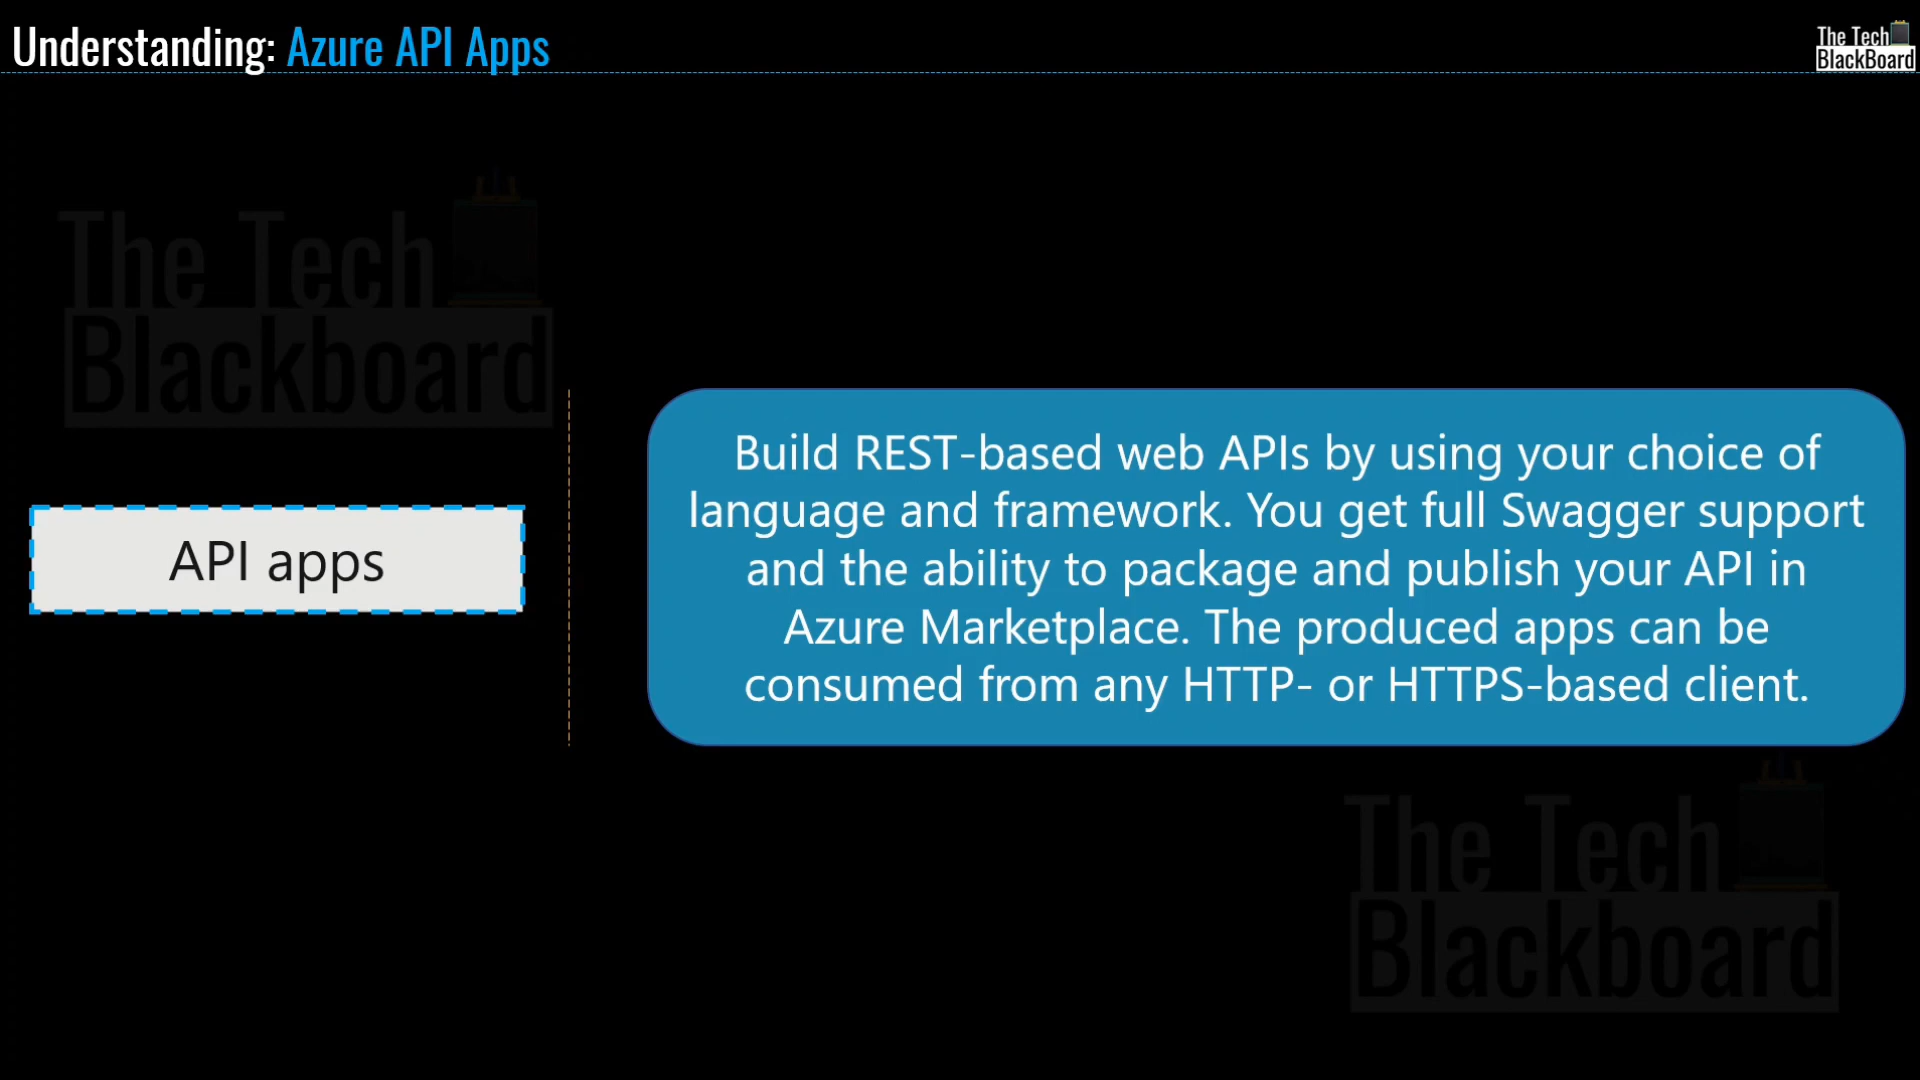 Understanding: Azure API Apps
The Tech
BlackBoard
The Tech
Blackboard
API apps
Build REST-based web APIs by using your choice of
language and framework. You get full Swagger support
and the ability to package and publish your API in
Azure Marketplace. The produced apps can be
consumed from any HTTP- or HTTPS-based client.
The Tech
Blackboard